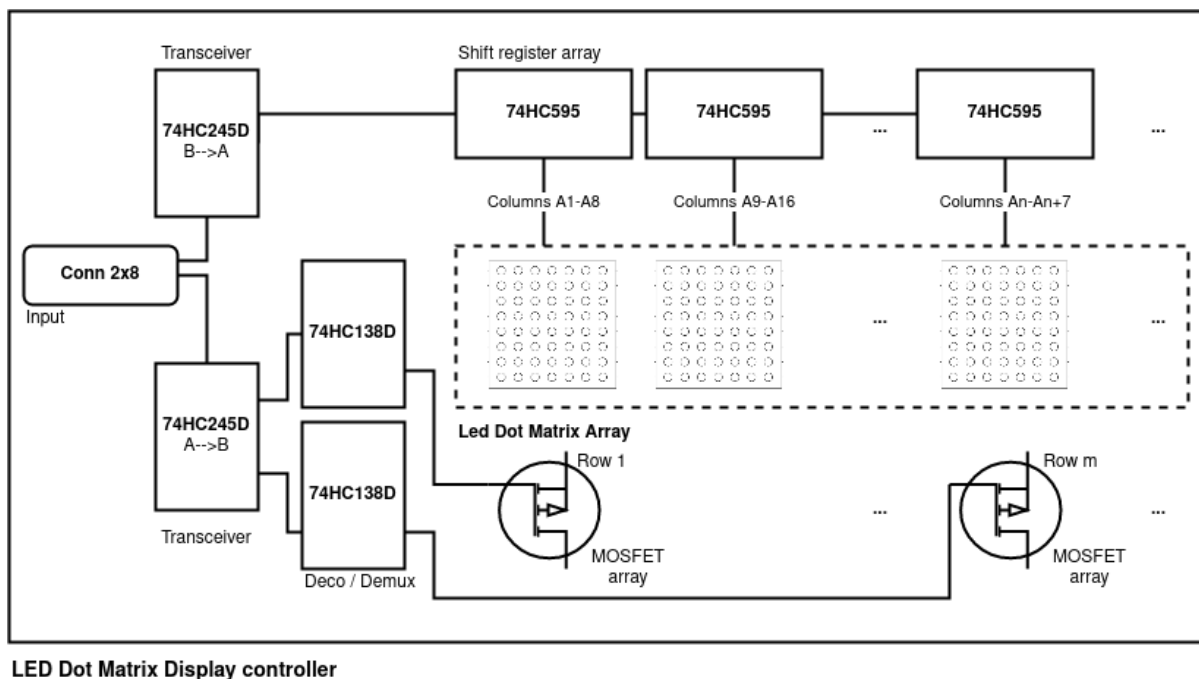 Transceiver
Shift register array
74HC245D
B-->A
74HC595
74HC595
...
74HC595
...
Columns A1-A8
Columns A9-A16
Columns An-An+7
Conn 2x8
Input
74HC138D
...
...
74HC245D
A-->B
Led Dot Matrix Array
74HC138D
Row 1
Row m
...
...
Transceiver
Deco / Demux
MOSFET
array
MOSFET
array
LED Dot Matrix Display controller